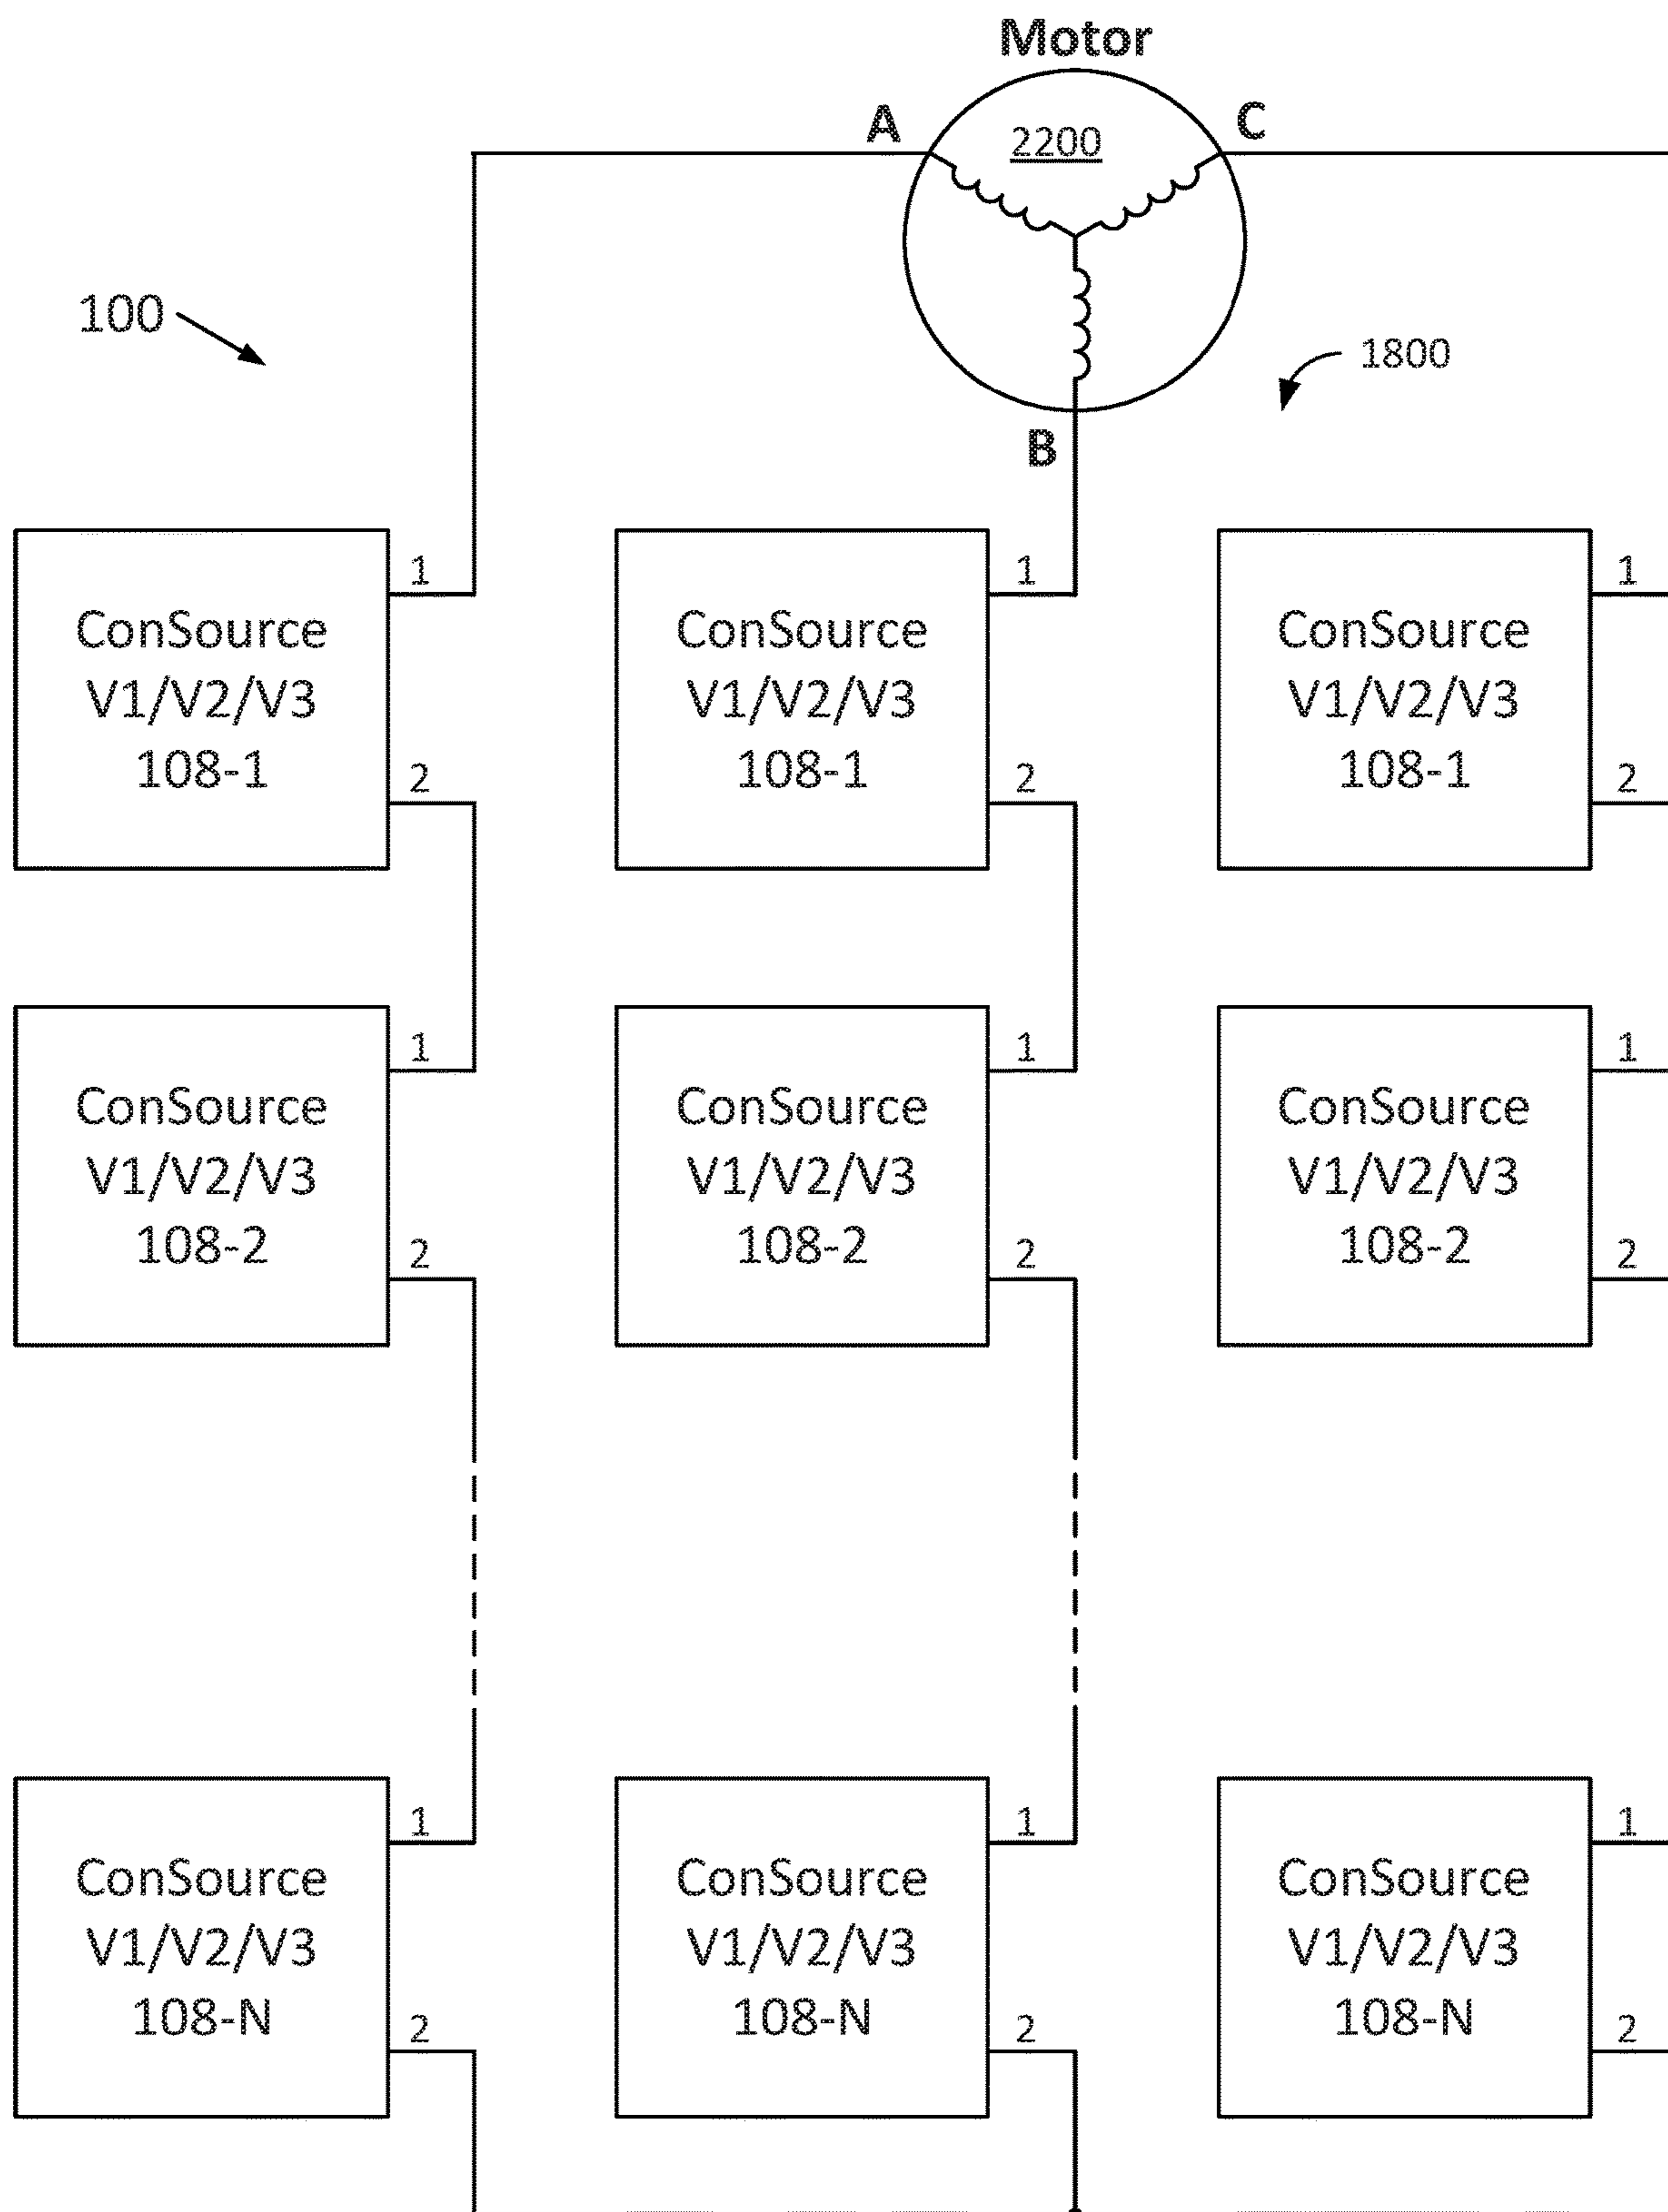 Motor
A
2200
C
100
1800
B
1
1
1
ConSource
V1/V2/V3
108-1
ConSource
V1/V2/V3
108-1
ConSource
V1/V2/V3
108-1
2
2
2
1
1
1
ConSource
V1/V2/V3
108-2
ConSource
V1/V2/V3
108-2
ConSource
V1/V2/V3
108-2
2
2
2
1
1
1
ConSource
V1/V2/V3
108-N
ConSource
V1/V2/V3
108-N
ConSource
V1/V2/V3
108-N
2
2
2